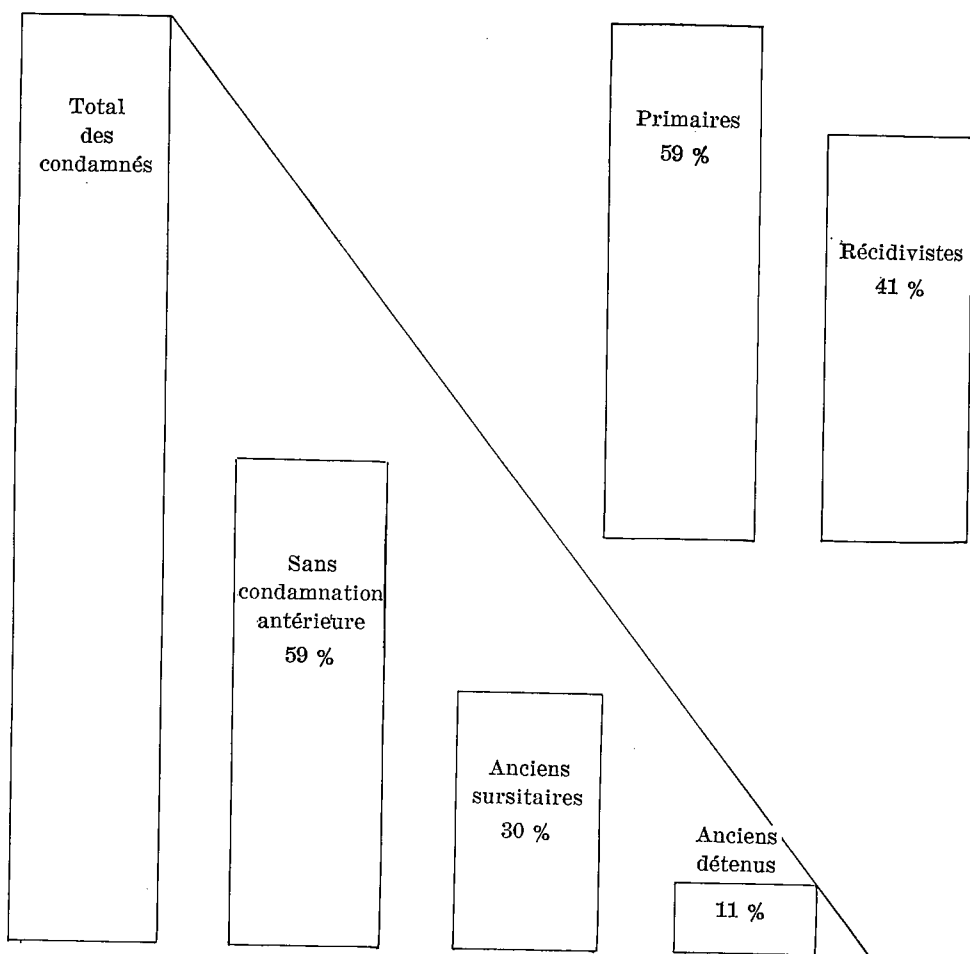 Total
des
condamnés
Primaires
59 %
Récidivistes
41 %
Sans
condamnation
antérieure
59 %
Anciens
sursitaires
30 %
Anciens
détenus
11 %